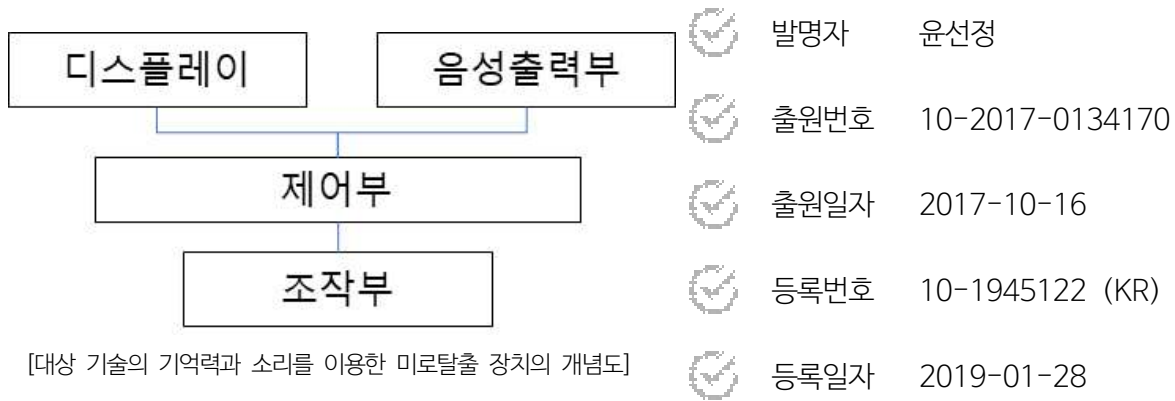 디스플레이
음성출력부
제어부
조작부
[대상 기술의 기억력과 소리를 이용한 미로탈출 장치의 개념도]
발명자 윤선정
출원번호 10-2017-0134170
출원일자 2017-10-16
등록번호 10-1945122 (KR)
등록일자 2019-01-28